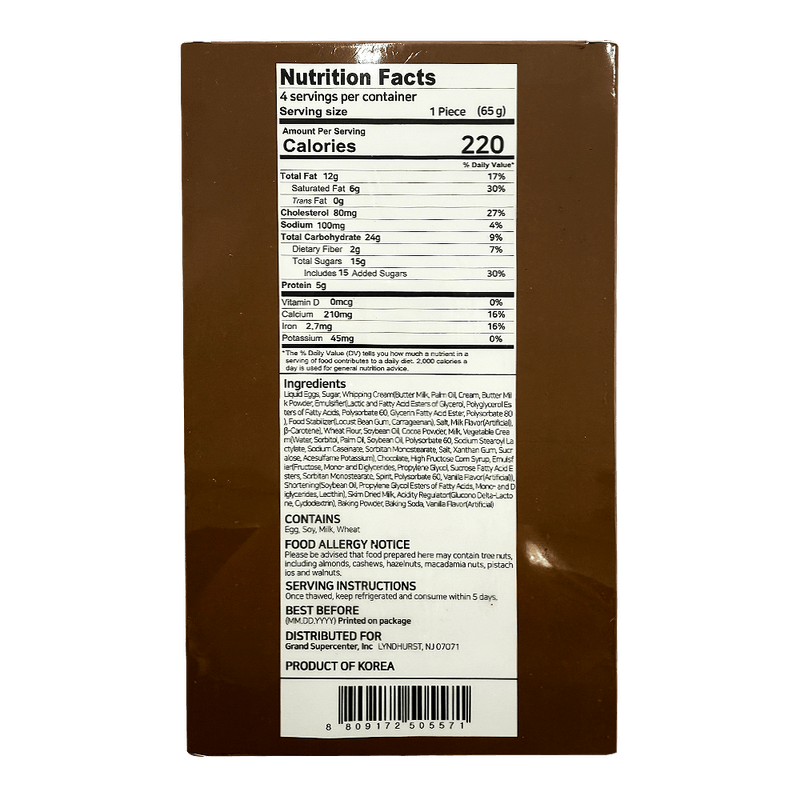 Nutrition Facts
4 servings per container
Serving size 1 Piece (65 g)
Amount Per Serving
Calories 220
% Daily Value*
Total Fat 12g 17%
Saturated Fat 6g 30%
Trans Fat 0g
Cholesterol 80mg 27%
Sodium 100mg 4%
Total Carbohydrate 24g 9%
Dietary Fiber 2g 7%
Total Sugars 15g
Includes 15 Added Sugars 30%
Protein 5g
Vitamin D 0mcg 0%
Calcium 210mg 16%
Iron 2.7mg 16%
Potassium 45mg 0%
*The % Daily Value (DV) tells you how much a nutrient in a
serving of food contributes to a daily diet. 2,000 calories a
day is used for general nutrition advice.
Ingredients
Liquid Eggs, Sugar, Whipping Cream(Butter Milk, Palm Oil, Cream, Butter Mil
k Powder, Emulsifier(Lactic and Fatty Acid Esters of Glycerol, Polyglycerol Es
ters of Fatty Acids, Polysorbate 60, Glycerin Fatty Acid Ester, Polysorbate 80
), Food Stabilizer(Locust Bean Gum, Carrageenan), Salt, Milk Flavor(Artificial),
β-Carotene), Wheat Flour, Soybean Oil, Cocoa Powder, Milk, Vegetable Crea
m(Water, Sorbitol, Palm Oil, Soybean Oil, Polysorbate 60, Sodium Stearoyl La
ctylate, Sodium Casenate, Sorbitan Monostearate, Salt, Xanthan Gum, Sucr
alose, Acesulfame Potassium), Chocolate, High Fructose Corn Syrup, Emulsif
ier(Fructose, Mono- and Diglycerides, Propylene Glycol, Sucrose Fatty Acid E
sters, Sorbitan Monostearate, Spirit, Polysorbate 60, Vanilla Flavor(Artificial)),
Shortening(Soybean Oil, Propylene Glycol Esters of Fatty Acids, Mono- and D
iglycerides, Lecithin), Skim Dried Milk, Acidity Regulator(Glucono Delta-Lacto
ne, Cyclodextrin), Baking Powder, Baking Soda, Vanilla Flavor(Artificial)
CONTAINS
Egg, Soy, Milk, Wheat
FOOD ALLERGY NOTICE
Please be advised that food prepared here may contain tree nuts,
including almonds, cashews, hazelnuts, macadamia nuts, pistach
ios and walnuts.
SERVING INSTRUCTIONS
Once thawed, keep refrigerated and consume within 5 days.
BEST BEFORE
(MM.DD.YYYY) Printed on package
DISTRIBUTED FOR
Grand Supercenter, Inc LYNDHURST, NJ 07071
PRODUCT OF KOREA
8 809172 505571